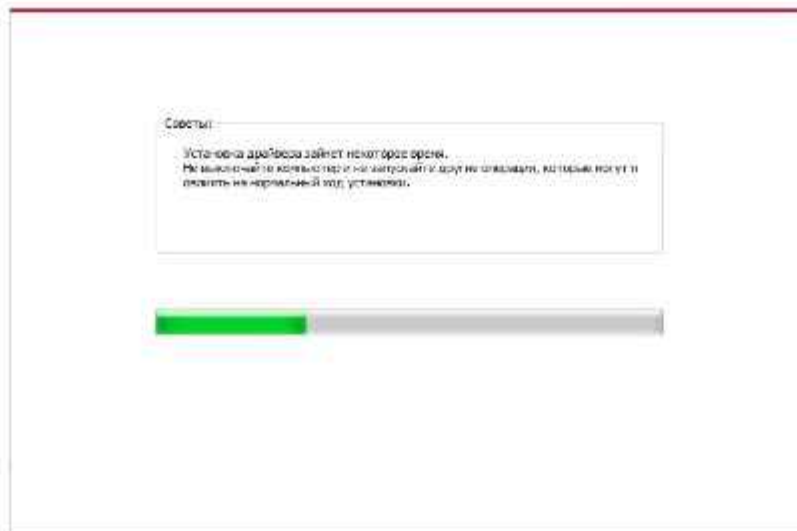 Советы:
Установка драйвера займет некоторое время.
Не выключайте компьютер и не запускайте другие операции, которые могут п
овлиять на нормальный ход установки.